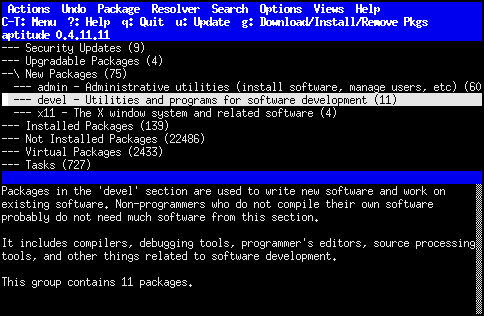 Actions  Undo  Package  Resolver  Search  Options  Views  Help
C-T: Menu  ?: Help  q: Quit  u: Update  g: Download/Install/Remove Pkgs
aptitude 0.4.11.11
--- Security Updates (9)
--- Upgradable Packages (4)
--\ New Packages (75)
--- admin - Administrative utilities (install software, manage users, etc) (60
--- devel - Utilities and programs for software development (11)
--- x11 - The X window system and related software (4)
--- Installed Packages (139)
--- Not Installed Packages (22486)
--- Virtual Packages (2433)
--- Tasks (727)
Packages in the 'devel' section are used to write new software and work on
existing software. Non-programmers who do not compile their own software
probably do not need much software from this section.
It includes compilers, debugging tools, programmer's editors, source processing
tools, and other things related to software development.
This group contains 11 packages.